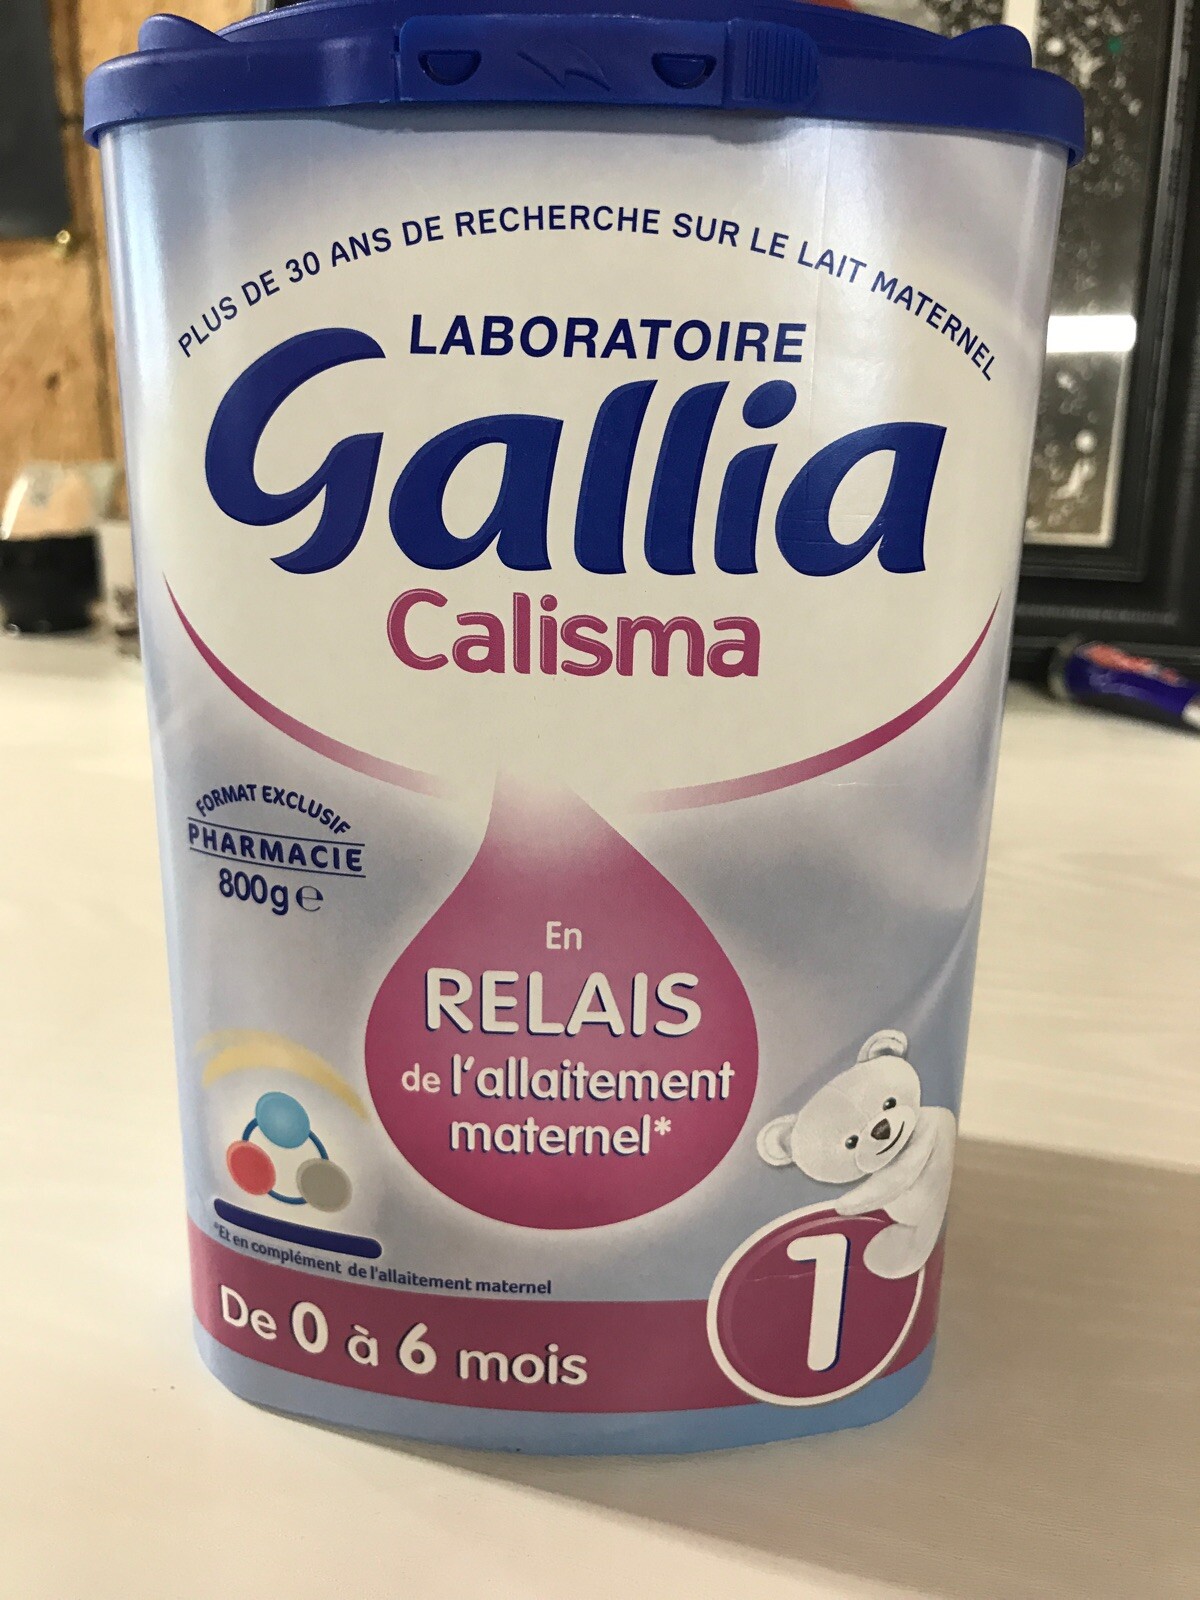 PLUS DE 30 ANS DE RECHERCHE SUR LE LAIT MATERNEL
LABORATOIRE
Gallia
Calisma
FORMAT EXCLUSIF
PHARMACIE
800g ℮
En
RELAIS
de l'allaitement
maternel*
*Et en complément de l'allaitement maternel
De 0 à 6 mois
1